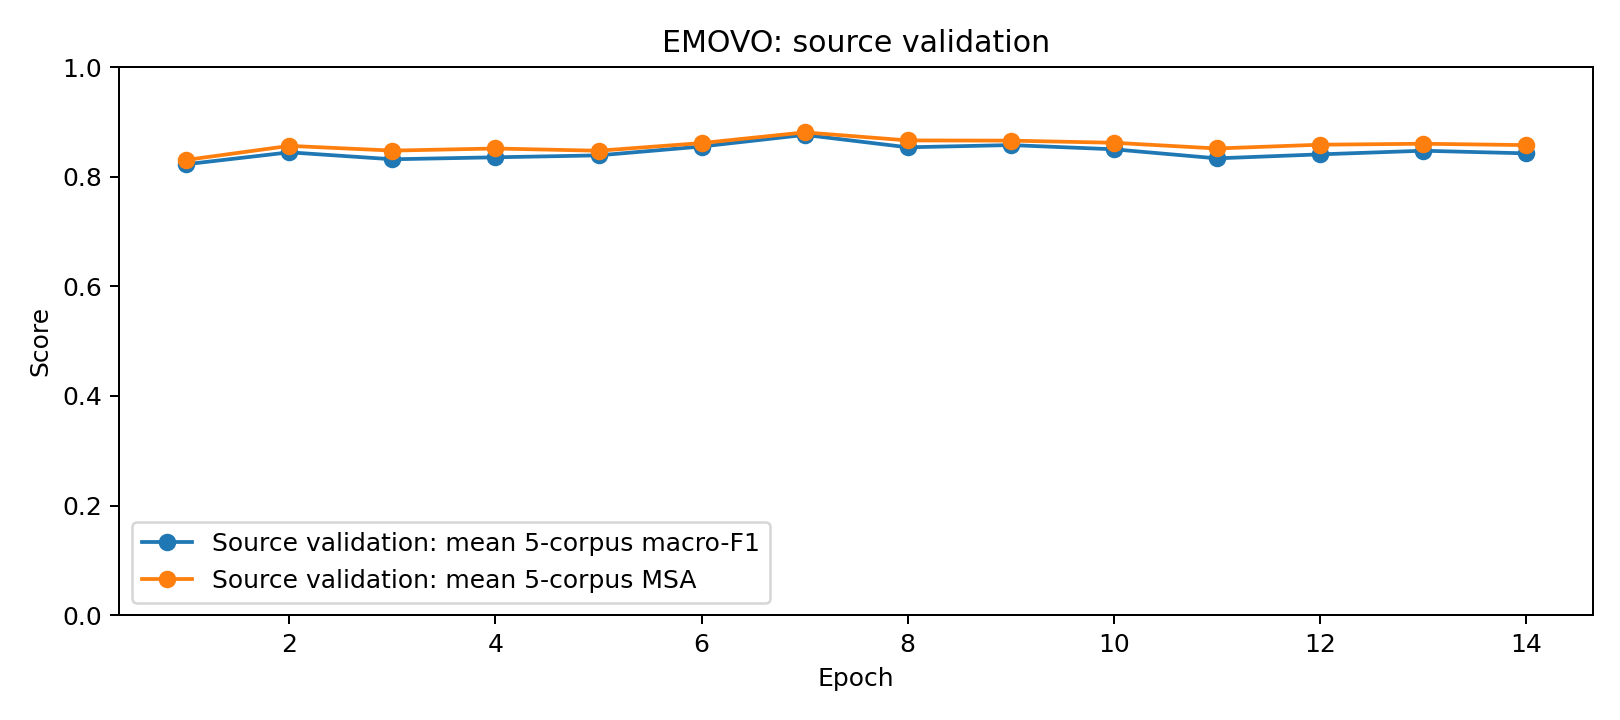 EMOVO: source validation
1.0
0.8
0.6
0.4
0.2
0.0
Score
Source validation: mean 5-corpus macro-F1
Source validation: mean 5-corpus MSA
2 4 6 8 10 12 14
Epoch